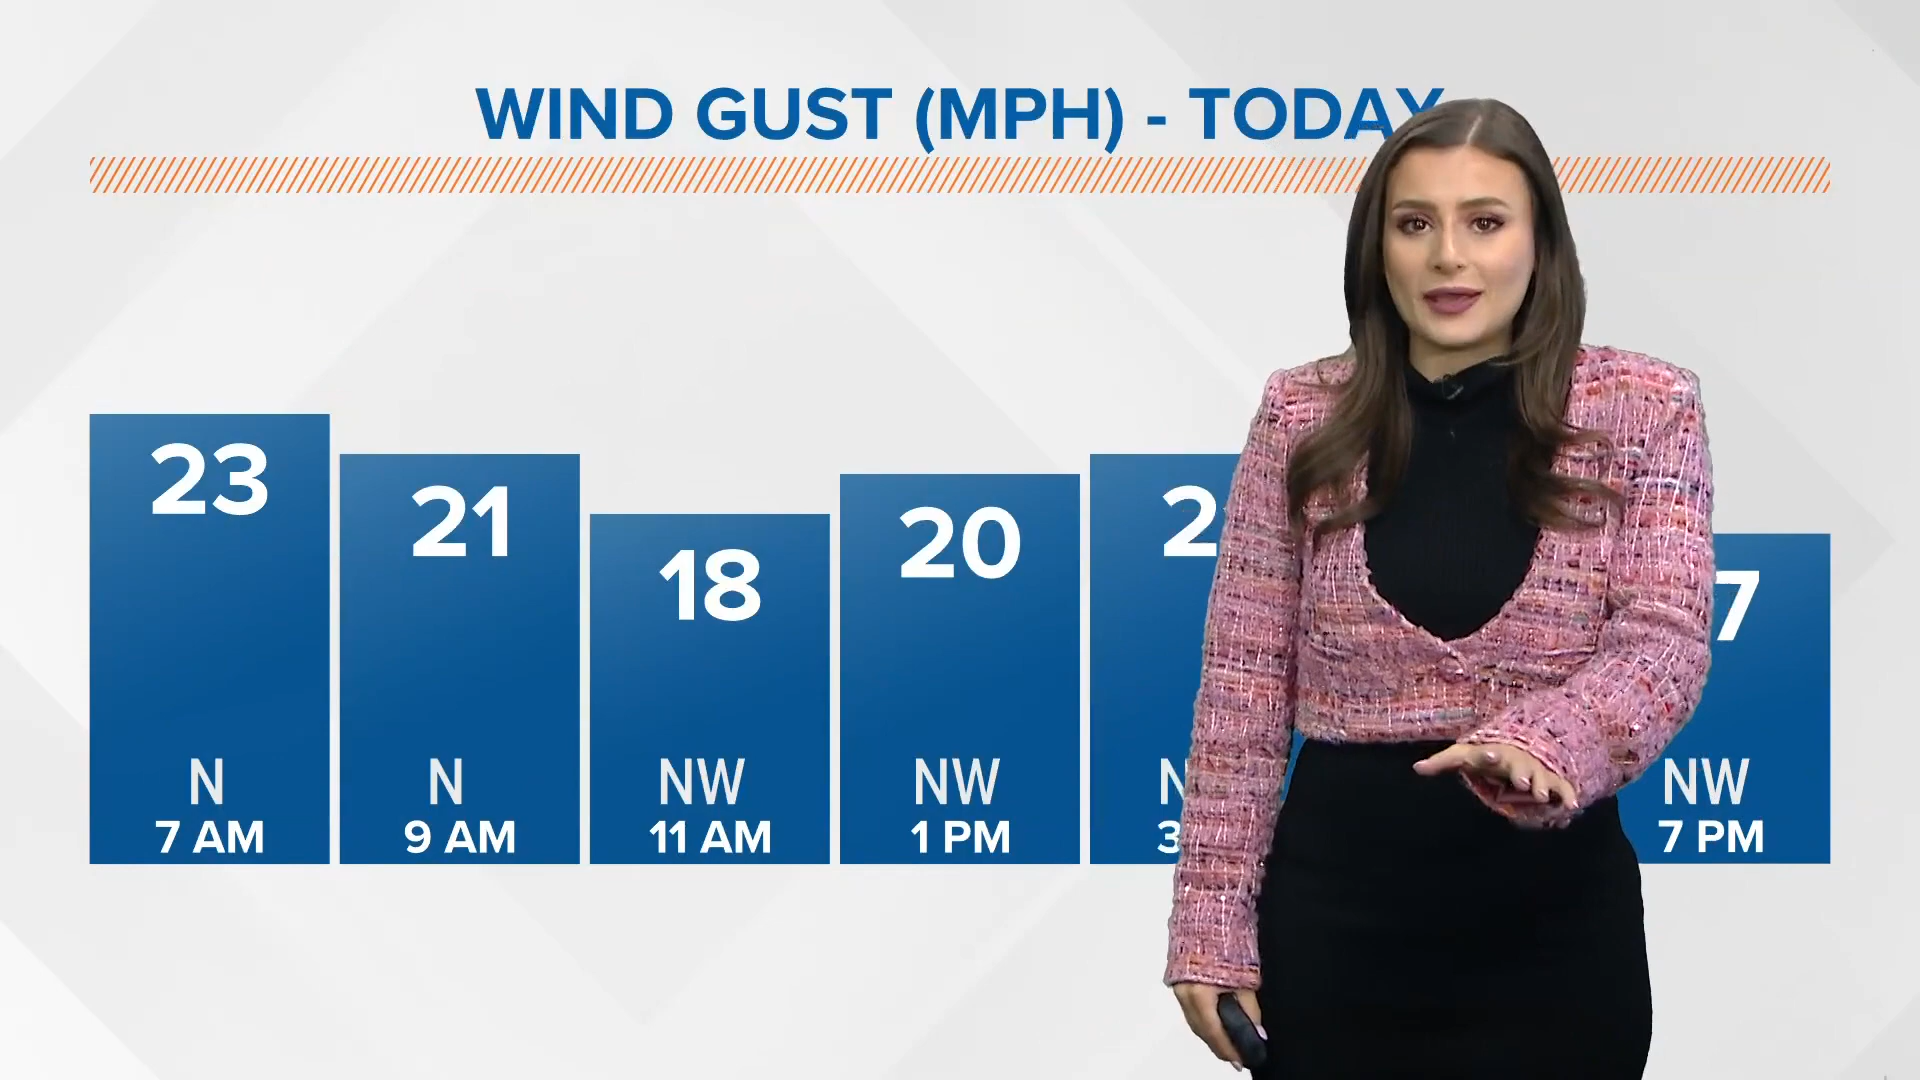 WIND GUST (MPH) - TODAY
23 21 18 20
N N NW NW NW
7 AM 9 AM 11 AM 1 PM 7 PM